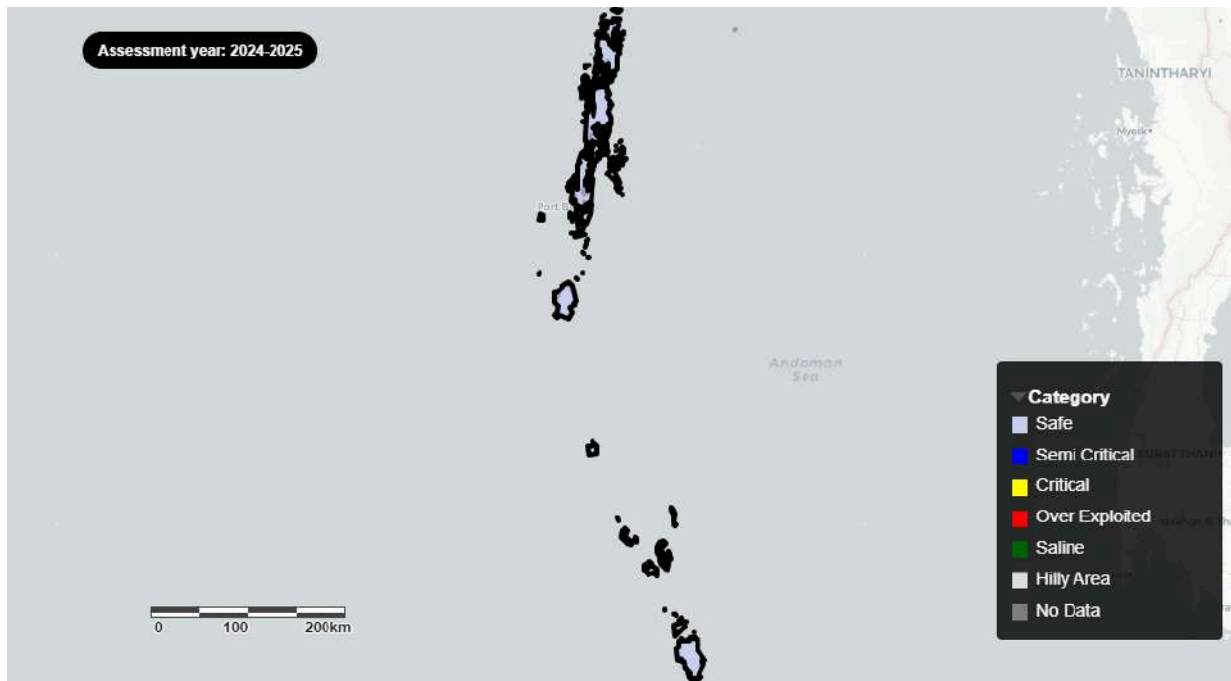 Assessment year: 2024-2025
TANINTHARYI
Myeik
Port B
Andaman
Sea
Category
Safe
Semi Critical
Critical
Over Exploited
Saline
Hilly Area
No Data
0 100 200km